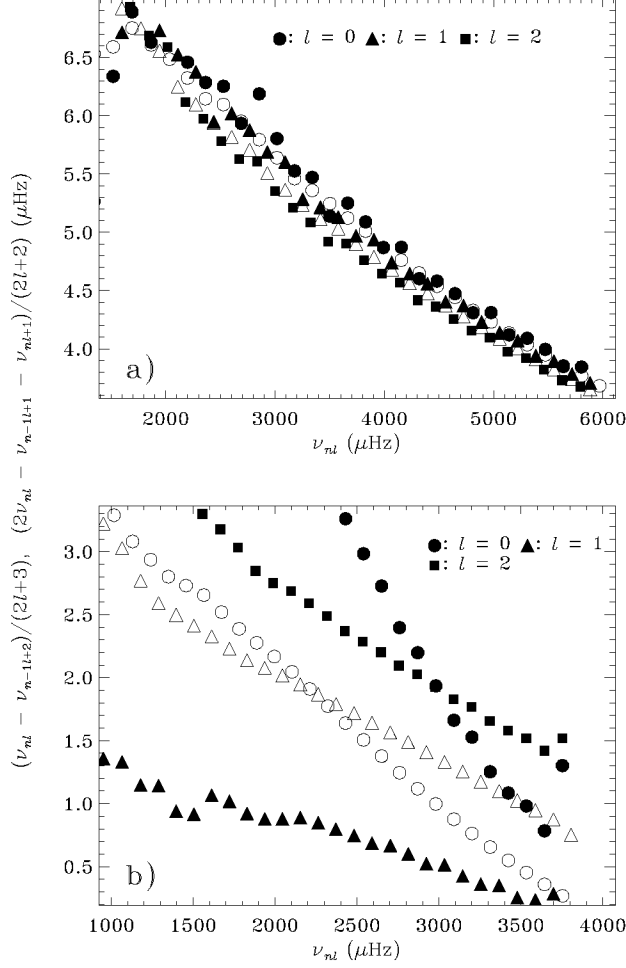 (ν_nl − ν_n−1l+2)/(2l+3), (2ν_nl − ν_n−1l+1 − ν_nl+1)/(2l+2) (μHz)
●: l = 0 ▲: l = 1 ■: l = 2
6.5
6.0
5.5
5.0
4.5
4.0
a)
2000 3000 4000 5000 6000
ν_nl (μHz)
●: l = 0 ▲: l = 1
■: l = 2
3.0
2.5
2.0
1.5
1.0
0.5
b)
1000 1500 2000 2500 3000 3500 4000
ν_nl (μHz)